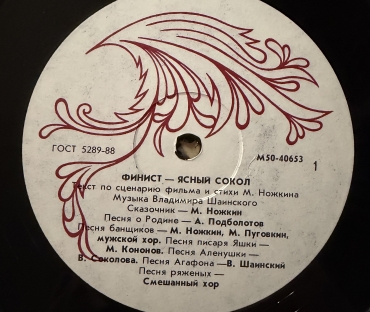 ГОСТ 5289-88
М50-40653
1
ФИНИСТ — ЯСНЫЙ СОКОЛ
Текст по сценарию фильма и стихи М. Ножкина
Музыка Владимира Шаинского
Сказочник — М. Ножкин
Песня о Родине — А. Подболотов
Песня банщиков — М. Ножкин, М. Пуговкин,
мужской хор. Песня писаря Яшки —
М. Кононов. Песня Аленушки —
В. Соколова. Песня Агафона — В. Шаинский
Песня ряженых —
Смешанный хор